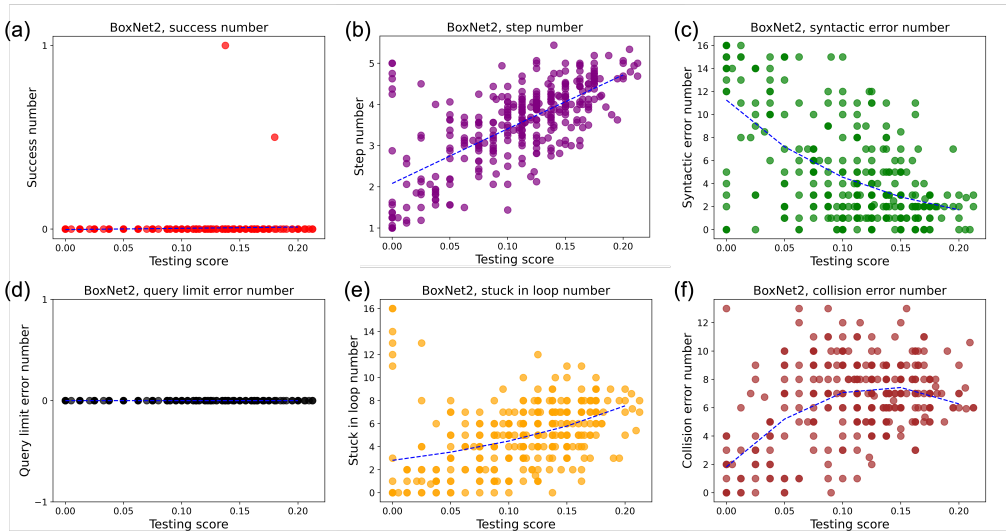 (a)
BoxNet2, success number
1
0
Success number
0.00 0.05 0.10 0.15 0.20
Testing score
(b)
BoxNet2, step number
5
4
3
2
1
Step number
0.00 0.05 0.10 0.15 0.20
Testing score
(c)
BoxNet2, syntactic error number
16
14
12
10
8
6
4
2
0
Syntactic error number
0.00 0.05 0.10 0.15 0.20
Testing score
(d)
BoxNet2, query limit error number
1
0
−1
Query limit error number
0.00 0.05 0.10 0.15 0.20
Testing score
(e)
BoxNet2, stuck in loop number
16
14
12
10
8
6
4
2
0
Stuck in loop number
0.00 0.05 0.10 0.15 0.20
Testing score
(f)
BoxNet2, collision error number
12
10
8
6
4
2
0
Collision error number
0.00 0.05 0.10 0.15 0.20
Testing score